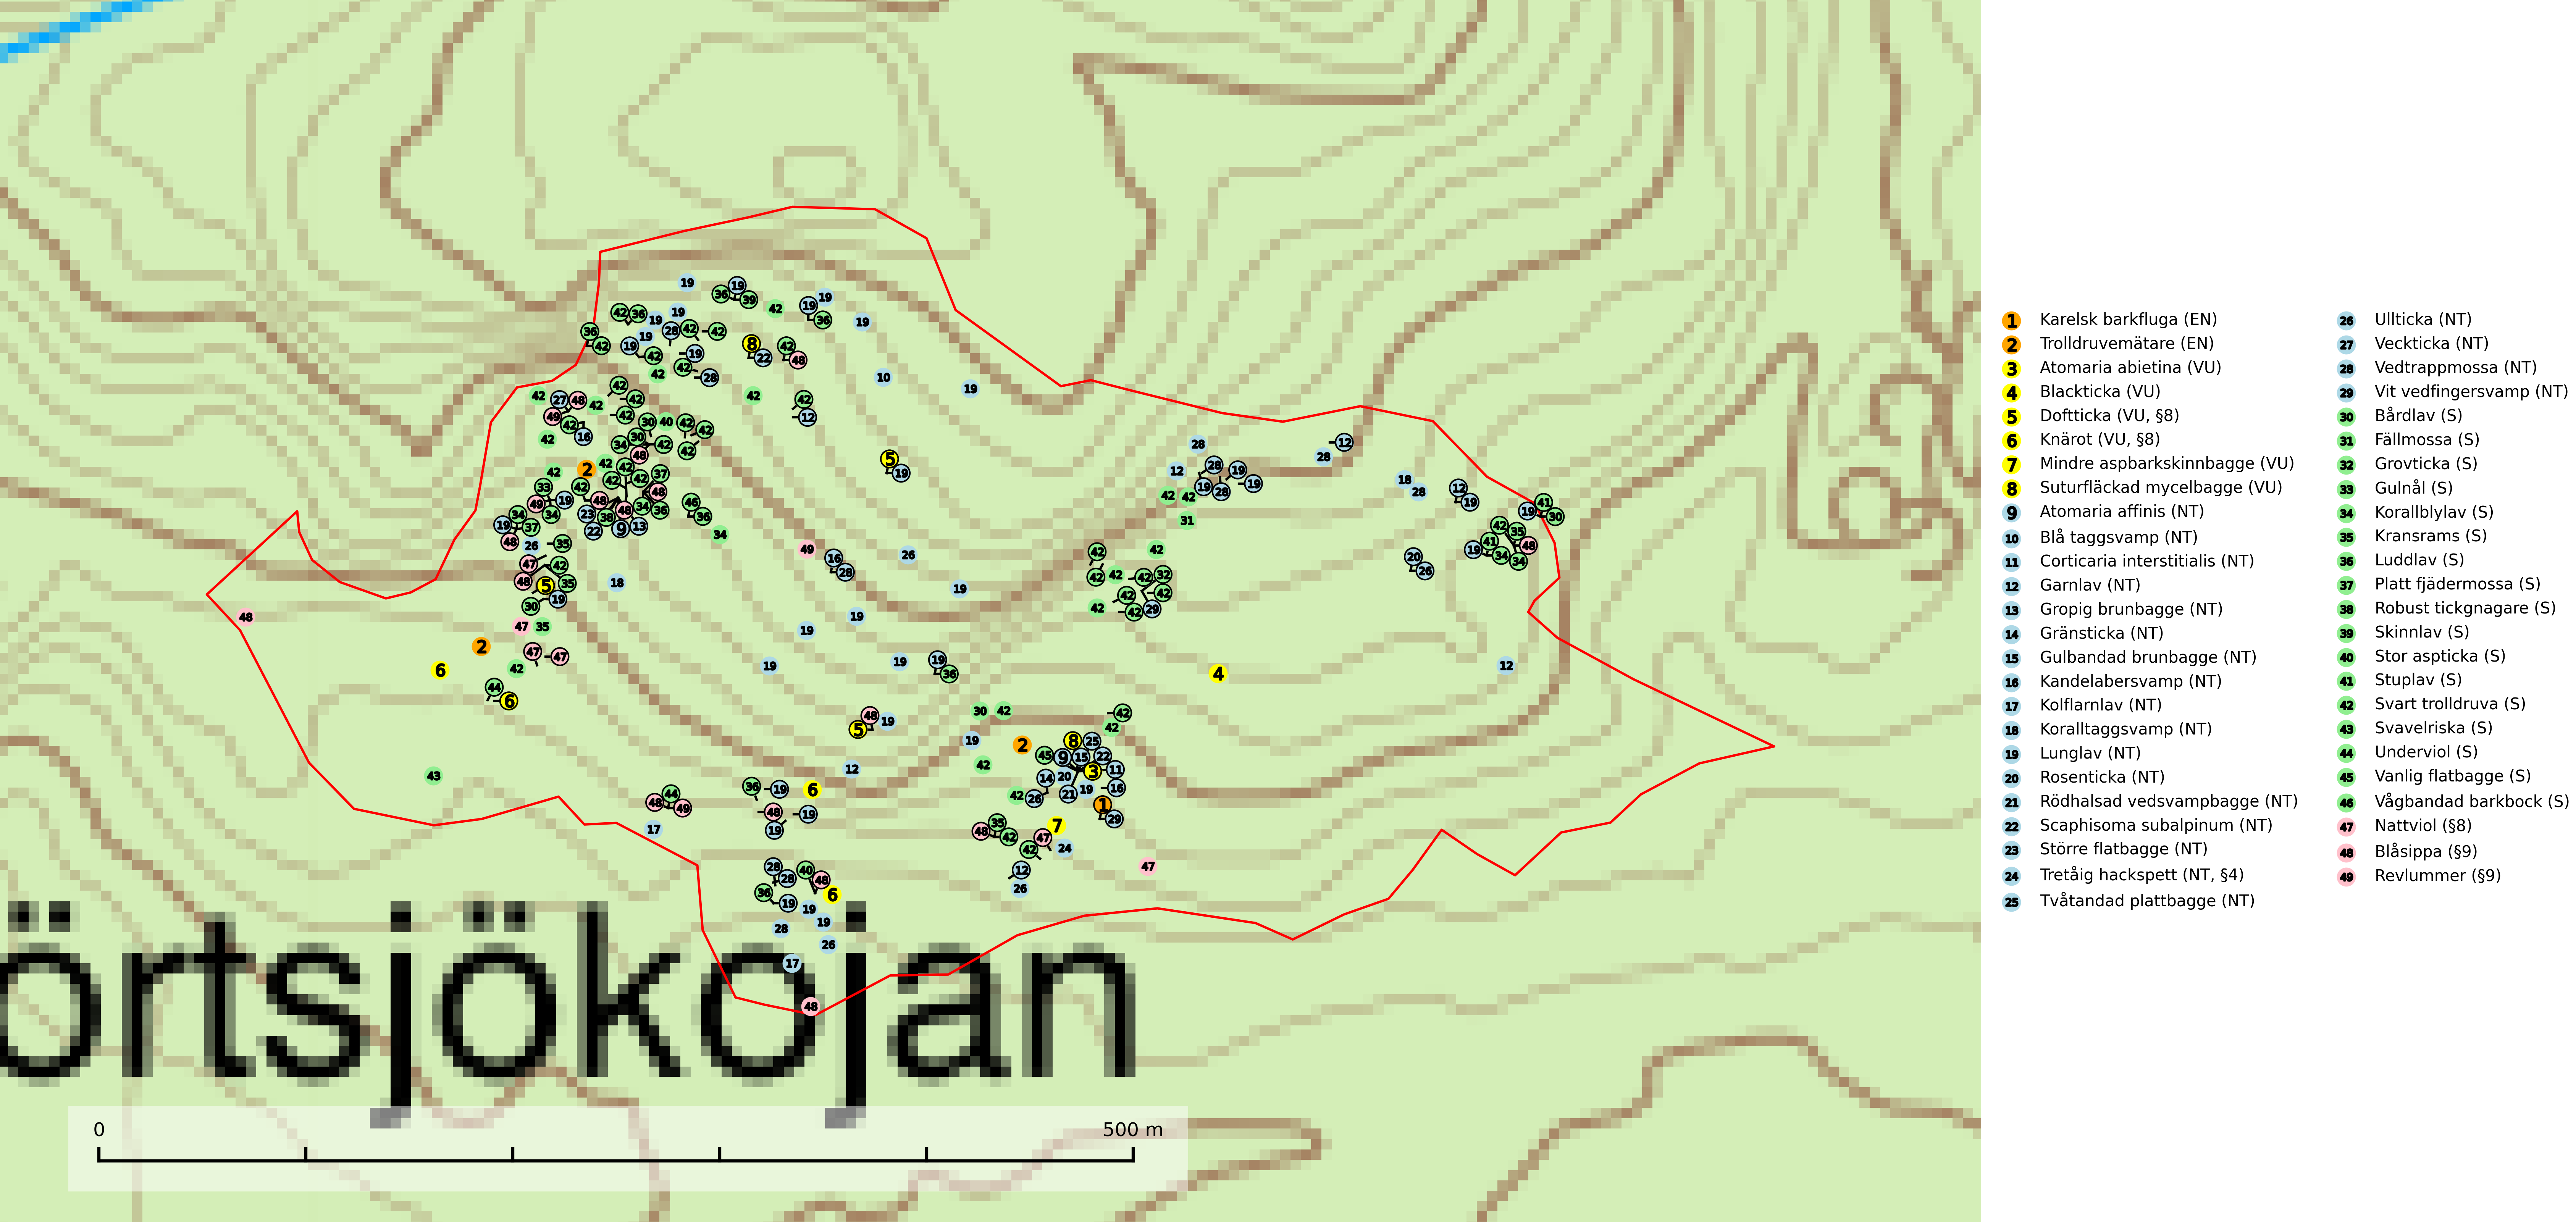 1 Karelsk barkfluga (EN)
2 Trolldruvemätare (EN)
3 Atomaria abietina (VU)
4 Blackticka (VU)
5 Doftticka (VU, §8)
6 Knärot (VU, §8)
7 Mindre aspbarkskinnbagge (VU)
8 Suturfläckad mycelbagge (VU)
9 Atomaria affinis (NT)
10 Blå taggsvamp (NT)
11 Corticaria interstitialis (NT)
12 Garnlav (NT)
13 Gropig brunbagge (NT)
14 Gränsticka (NT)
15 Gulbandad brunbagge (NT)
16 Kandelabersvamp (NT)
17 Kolflarnlav (NT)
18 Koralltaggsvamp (NT)
19 Lunglav (NT)
20 Rosenticka (NT)
21 Rödhalsad vedsvampbagge (NT)
22 Scaphisoma subalpinum (NT)
23 Större flatbagge (NT)
24 Tretåig hackspett (NT, §4)
25 Tvåtandad plattbagge (NT)
26 Ullticka (NT)
27 Veckticka (NT)
28 Vedtrappmossa (NT)
29 Vit vedfingersvamp (NT)
30 Bårdlav (S)
31 Fällmossa (S)
32 Grovticka (S)
33 Gulnål (S)
34 Korallblylav (S)
35 Kransrams (S)
36 Luddlav (S)
37 Platt fjädermossa (S)
38 Robust tickgnagare (S)
39 Skinnlav (S)
40 Stor aspticka (S)
41 Stuplav (S)
42 Svart trolldruva (S)
43 Svavelriska (S)
44 Underviol (S)
45 Vanlig flatbagge (S)
46 Vågbandad barkbock (S)
47 Nattviol (§8)
48 Blåsippa (§9)
49 Revlummer (§9)
örtsjökojan
0 500 m